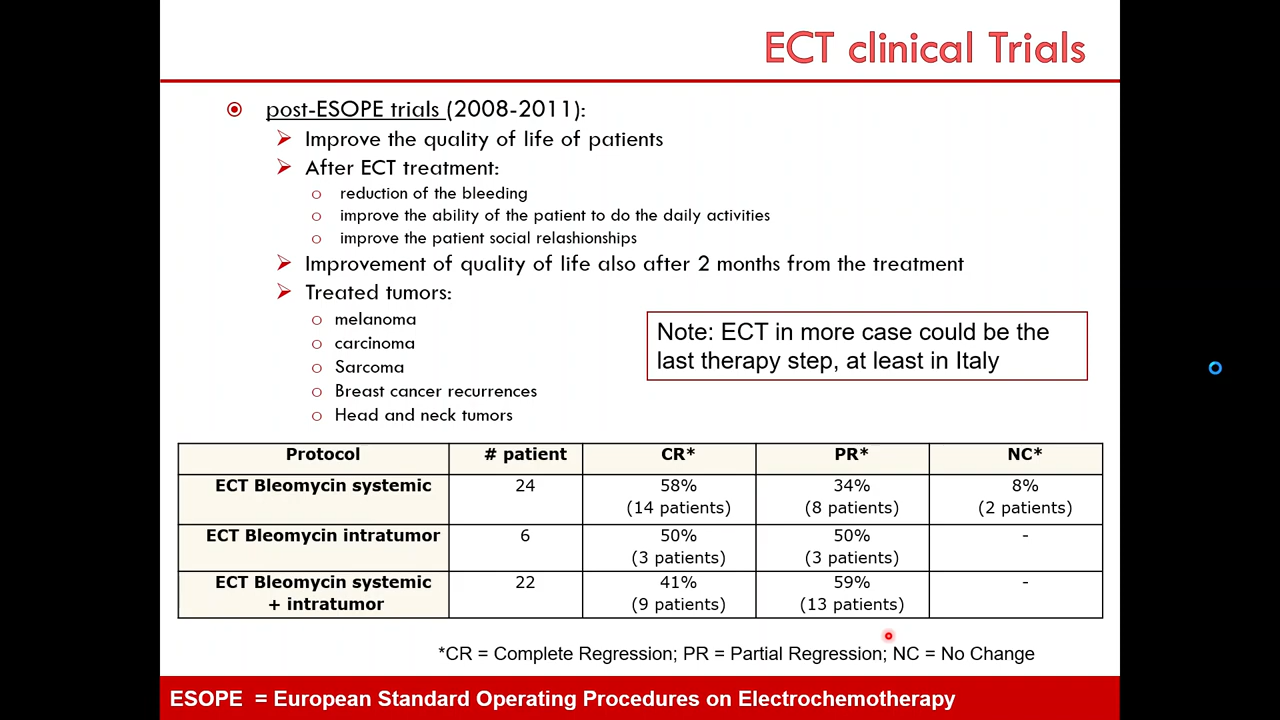 ECT clinical Trials
post-ESOPE trials (2008-2011):
Improve the quality of life of patients
After ECT treatment:
reduction of the bleeding
improve the ability of the patient to do the daily activities
improve the patient social relashionships
Improvement of quality of life also after 2 months from the treatment
Treated tumors:
melanoma
carcinoma
Sarcoma
Breast cancer recurrences
Head and neck tumors
Note: ECT in more case could be the
last therapy step, at least in Italy
Protocol # patient CR* PR* NC*
ECT Bleomycin systemic 24 58% 34% 8%
(14 patients) (8 patients) (2 patients)
ECT Bleomycin intratumor 6 50% 50% -
(3 patients) (3 patients)
ECT Bleomycin systemic 22 41% 59% -
+ intratumor (9 patients) (13 patients)
*CR = Complete Regression; PR = Partial Regression; NC = No Change
ESOPE = European Standard Operating Procedures on Electrochemotherapy